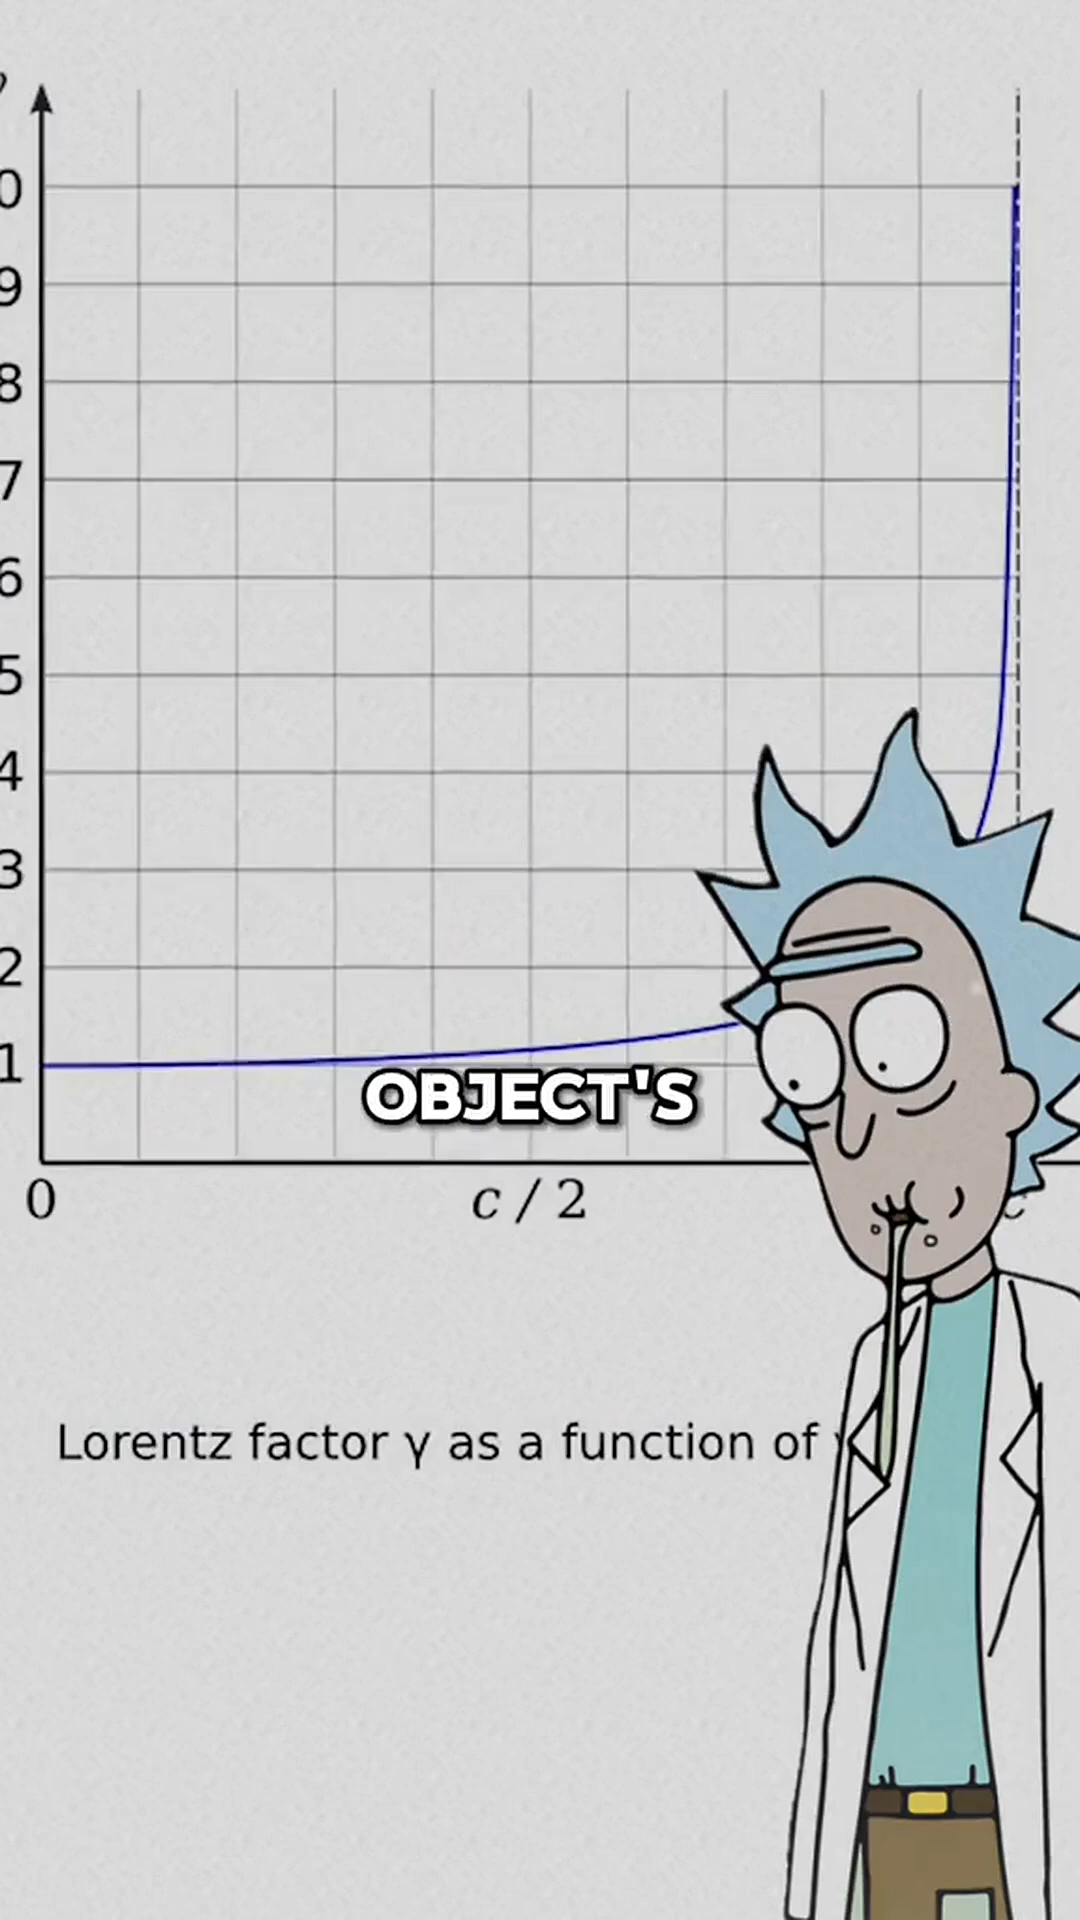 0
9
8
7
6
5
4
3
2
1
OBJECT'S
0
c / 2
c
Lorentz factor γ as a function of